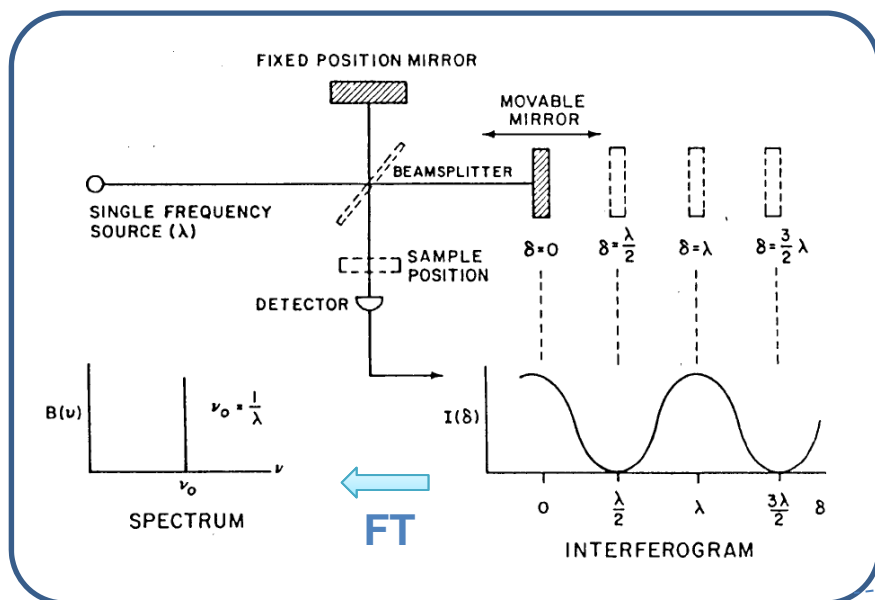 FIXED POSITION MIRROR
MOVABLE
MIRROR
BEAMSPLITTER
SINGLE FREQUENCY
SOURCE (λ)
SAMPLE
POSITION
δ=0
δ=λ/2
δ=λ
δ=3/2 λ
DETECTOR
B(ν)
ν₀ = 1/λ
ν
ν₀
SPECTRUM
FT
I(δ)
0
λ/2
λ
3λ/2
δ
INTERFEROGRAM